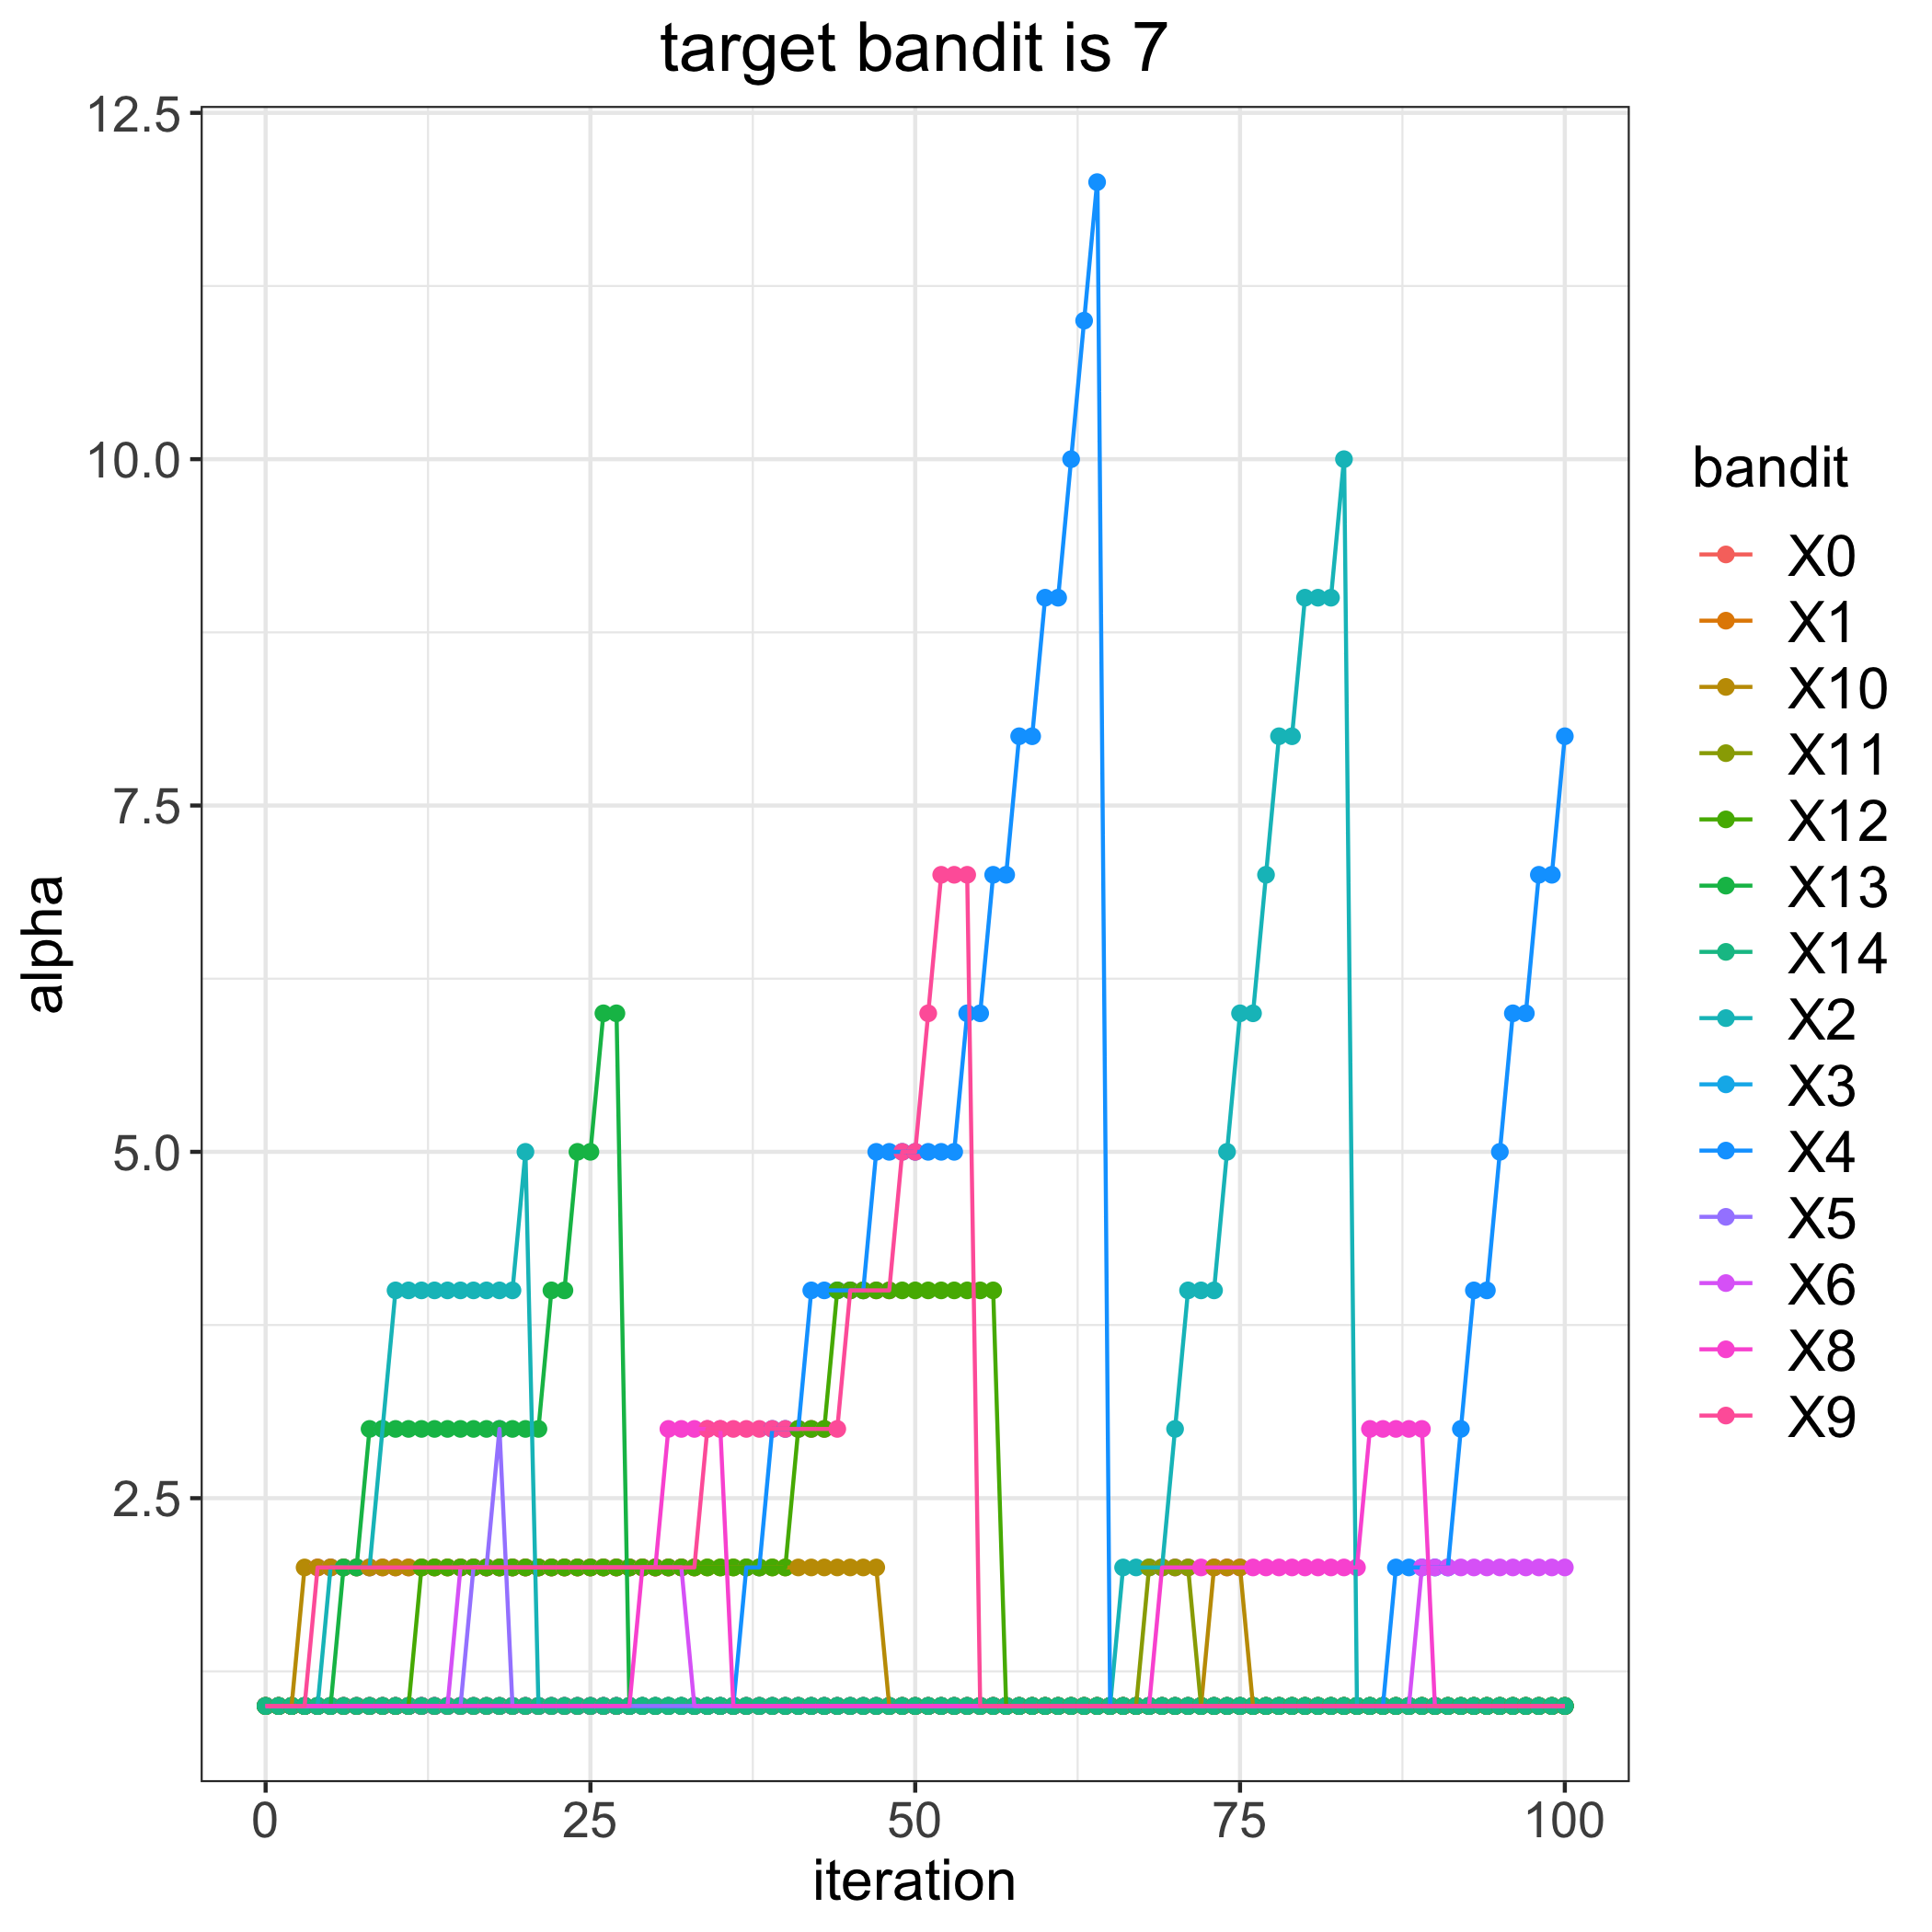 target bandit is 7
12.5
10.0
7.5
5.0
2.5
alpha
0 25 50 75 100
iteration
bandit
X0
X1
X10
X11
X12
X13
X14
X2
X3
X4
X5
X6
X8
X9